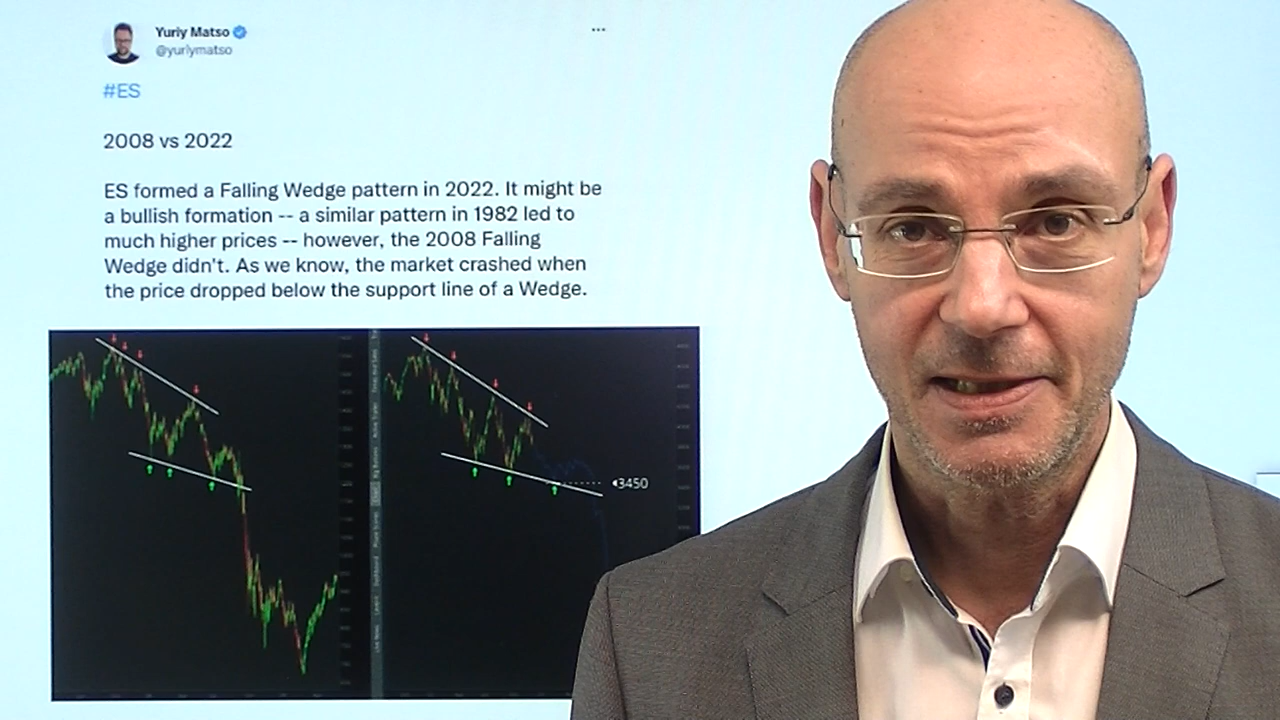 Yuriy Matso
@yuriymatso
#ES
2008 vs 2022
ES formed a Falling Wedge pattern in 2022. It might be
a bullish formation -- a similar pattern in 1982 led to
much higher prices -- however, the 2008 Falling
Wedge didn't. As we know, the market crashed when
the price dropped below the support line of a Wedge.
3450